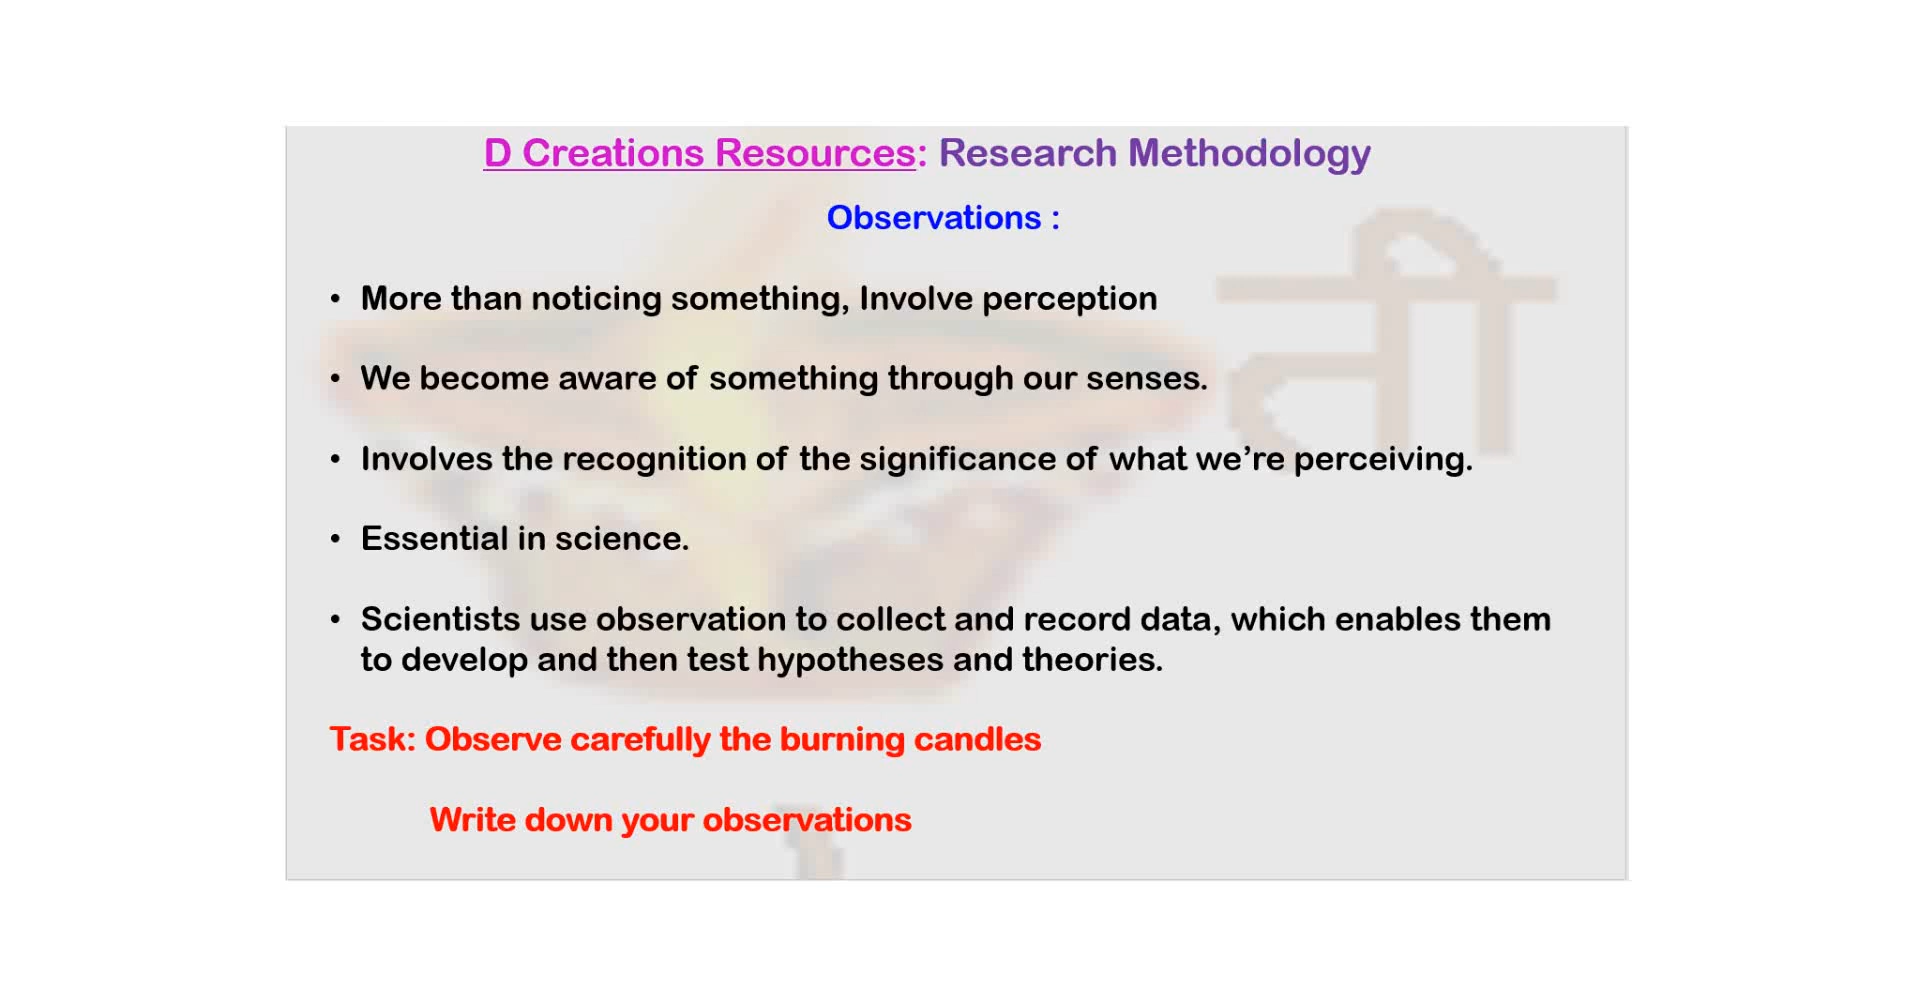 D Creations Resources: Research Methodology
Observations :
• More than noticing something, Involve perception
ती
• We become aware of something through our senses.
• Involves the recognition of the significance of what we’re perceiving.
• Essential in science.
• Scientists use observation to collect and record data, which enables them
to develop and then test hypotheses and theories.
Task: Observe carefully the burning candles
Write down your observations